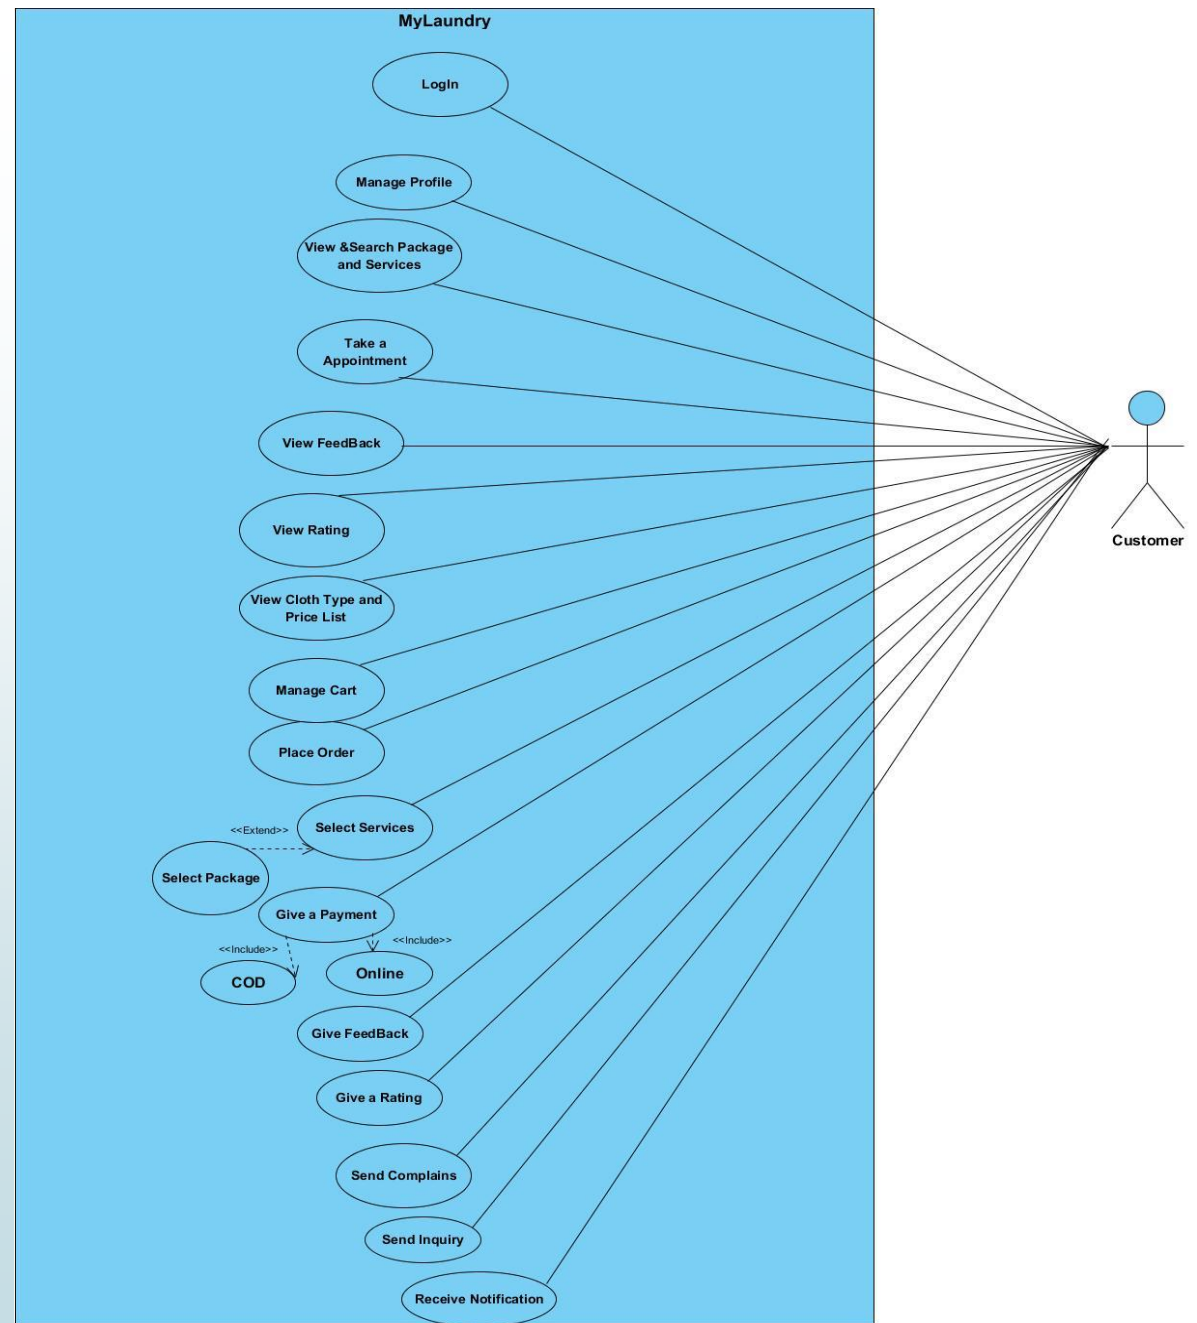 MyLaundry
LogIn
Manage Profile
View &Search Package
and Services
Take a
Appointment
View FeedBack
View Rating
Customer
View Cloth Type and
Price List
Manage Cart
Place Order
Select Services
<<Extend>>
Select Package
Give a Payment
<<Include>>
<<Include>>
COD
Online
Give FeedBack
Give a Rating
Send Complains
Send Inquiry
Receive Notification